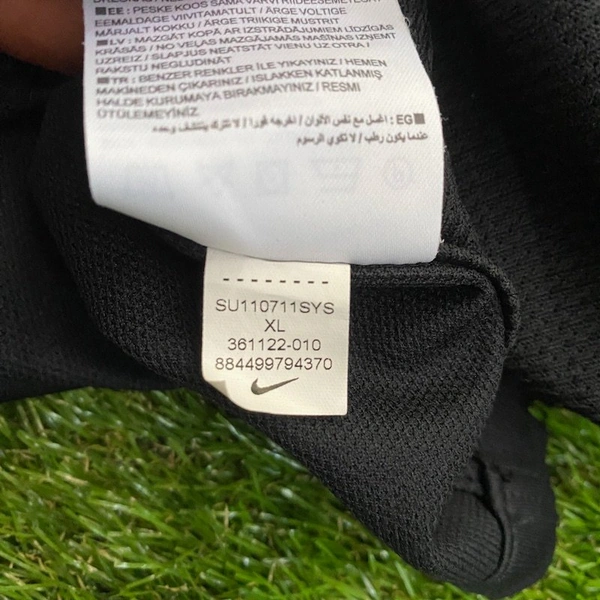 EE : PESKE KOOS SAMA VÄRVI RIIDEESEMETEGA
EEMALDAGE VIIVITAMATULT / ÄRGE VOLTIGE
MÄRJALT KOKKU / ÄRGE TRIIKIGE MUSTRIT
LV : MAZGĀT KOPĀ AR IZSTRĀDĀJUMIEM LĪDZĪGĀS
KRĀSĀS / NO VEĻAS MAZGĀJAMĀS MAŠĪNAS IZŅEMT
UZREIZ / SLAPJUS NEATSTĀT VIENU UZ OTRA /
RAKSTU NEGLUDINĀT
TR : BENZER RENKLER İLE YIKAYINIZ / HEMEN
MAKİNEDEN ÇIKARINIZ / ISLAKKEN KATLANMIŞ
HALDE KURUMAYA BIRAKMAYINIZ / RESMI
ÜTÜLEMEYİNİZ
EG : اغسل مع نفس الألوان / اخرجه فورا / لا تتركه يتنشف وحده
عندما يكون رطب / لا تكوي الرسوم
SU110711SYS
XL
361122-010
884499794370